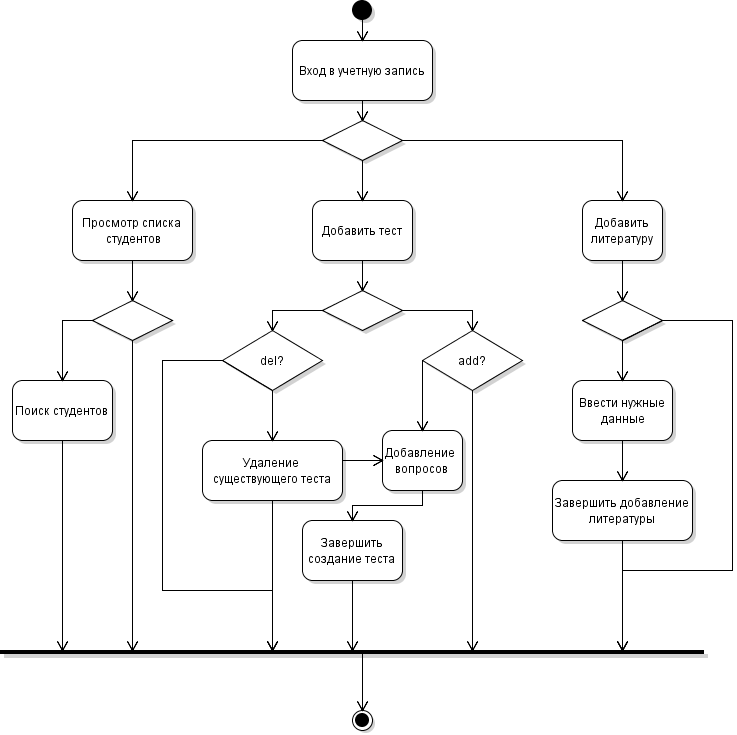 Вход в учетную запись
Просмотр списка
студентов
Добавить тест
Добавить
литературу
del?
add?
Поиск студентов
Ввести нужные
данные
Удаление
существующего теста
Добавление
вопросов
Завершить добавление
литературы
Завершить
создание теста